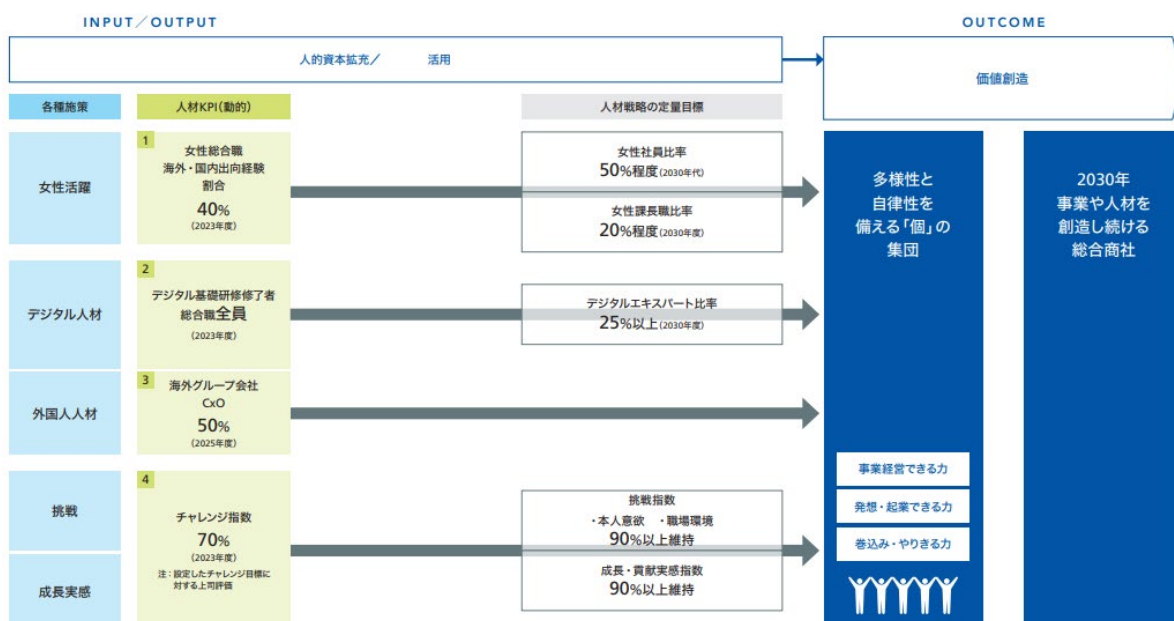 INPUT／OUTPUT
OUTCOME
人的資本拡充／　活用
価値創造
各種施策
人材KPI(動的)
人材戦略の定量目標
女性活躍
1
女性総合職
海外・国内出向経験
割合
40%
(2023年度)
女性社員比率
50%程度(2030年代)
女性課長職比率
20%程度(2030年度)
デジタル人材
2
デジタル基礎研修修了者
総合職全員
(2023年度)
デジタルエキスパート比率
25%以上(2030年度)
外国人人材
3
海外グループ会社
CxO
50%
(2025年度)
挑戦
成長実感
4
チャレンジ指数
70%
(2023年度)
注：設定したチャレンジ目標に
対する上司評価
挑戦指数
・本人意欲　・職場環境
90%以上維持
成長・貢献実感指数
90%以上維持
多様性と
自律性を
備える「個」の
集団
事業経営できる力
発想・起業できる力
巻込み・やりきる力
2030年
事業や人材を
創造し続ける
総合商社